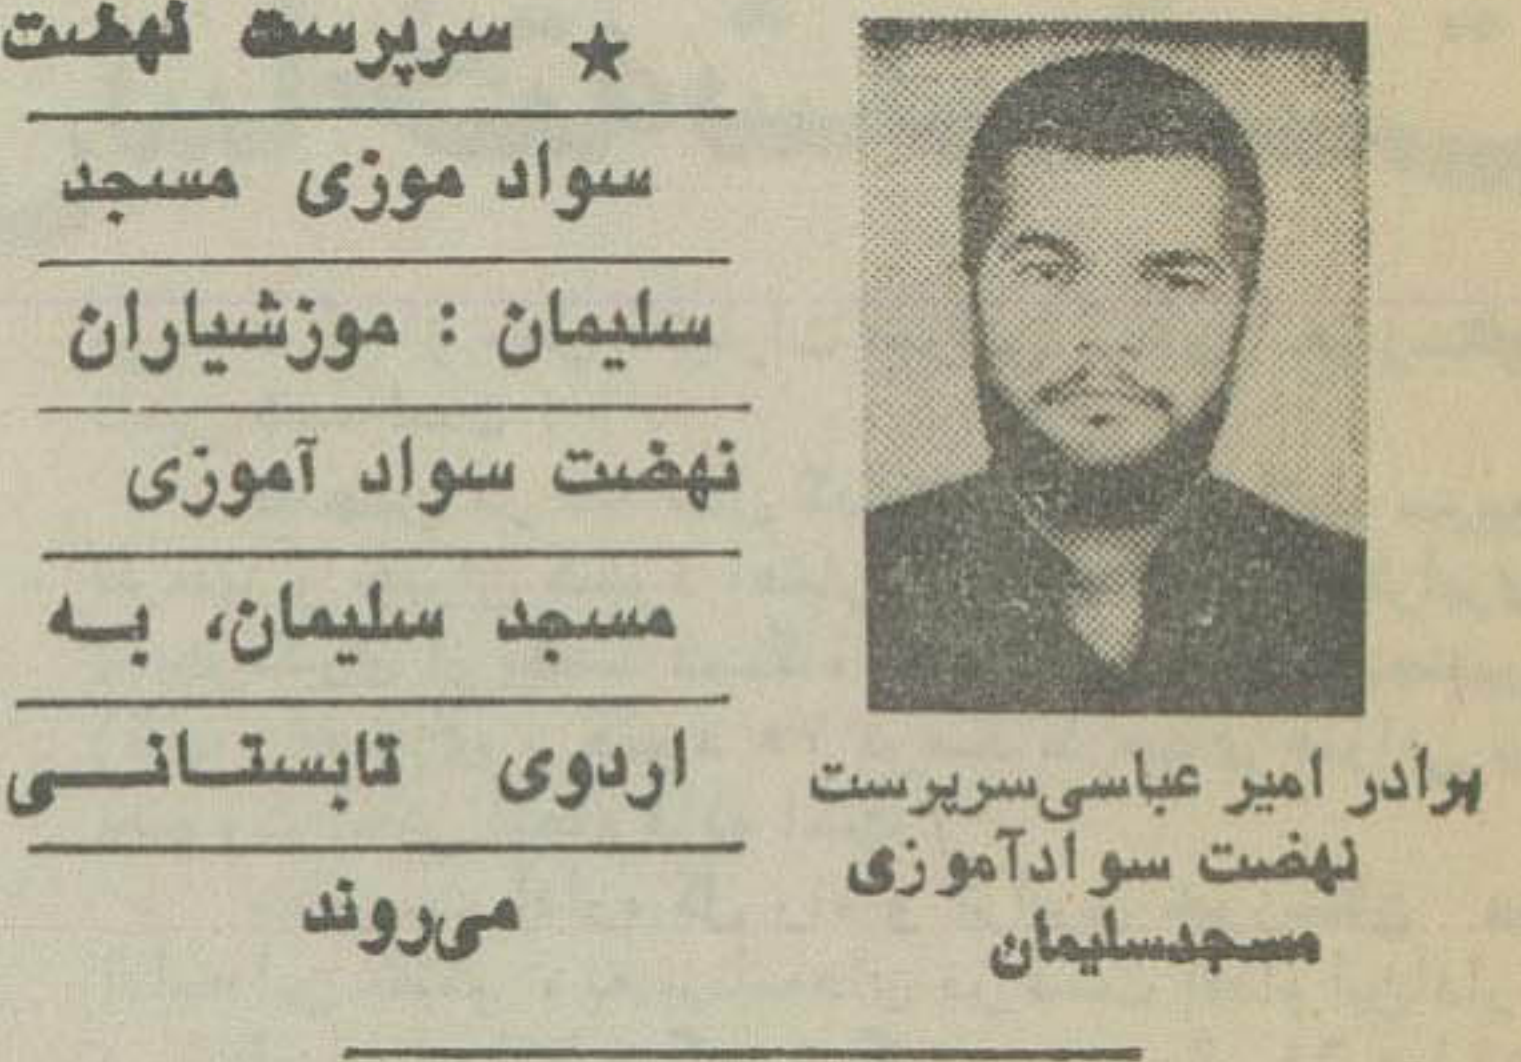 ★ سرپرست نهضت
سواد موزی مسجد
سلیمان : موزشیاران
نهضت سواد آموزی
مسجد سلیمان، به
اردوی تابستانی
می‌روند
برادر امیر عباسی سرپرست
نهضت سوادآموزی
مسجدسلیمان